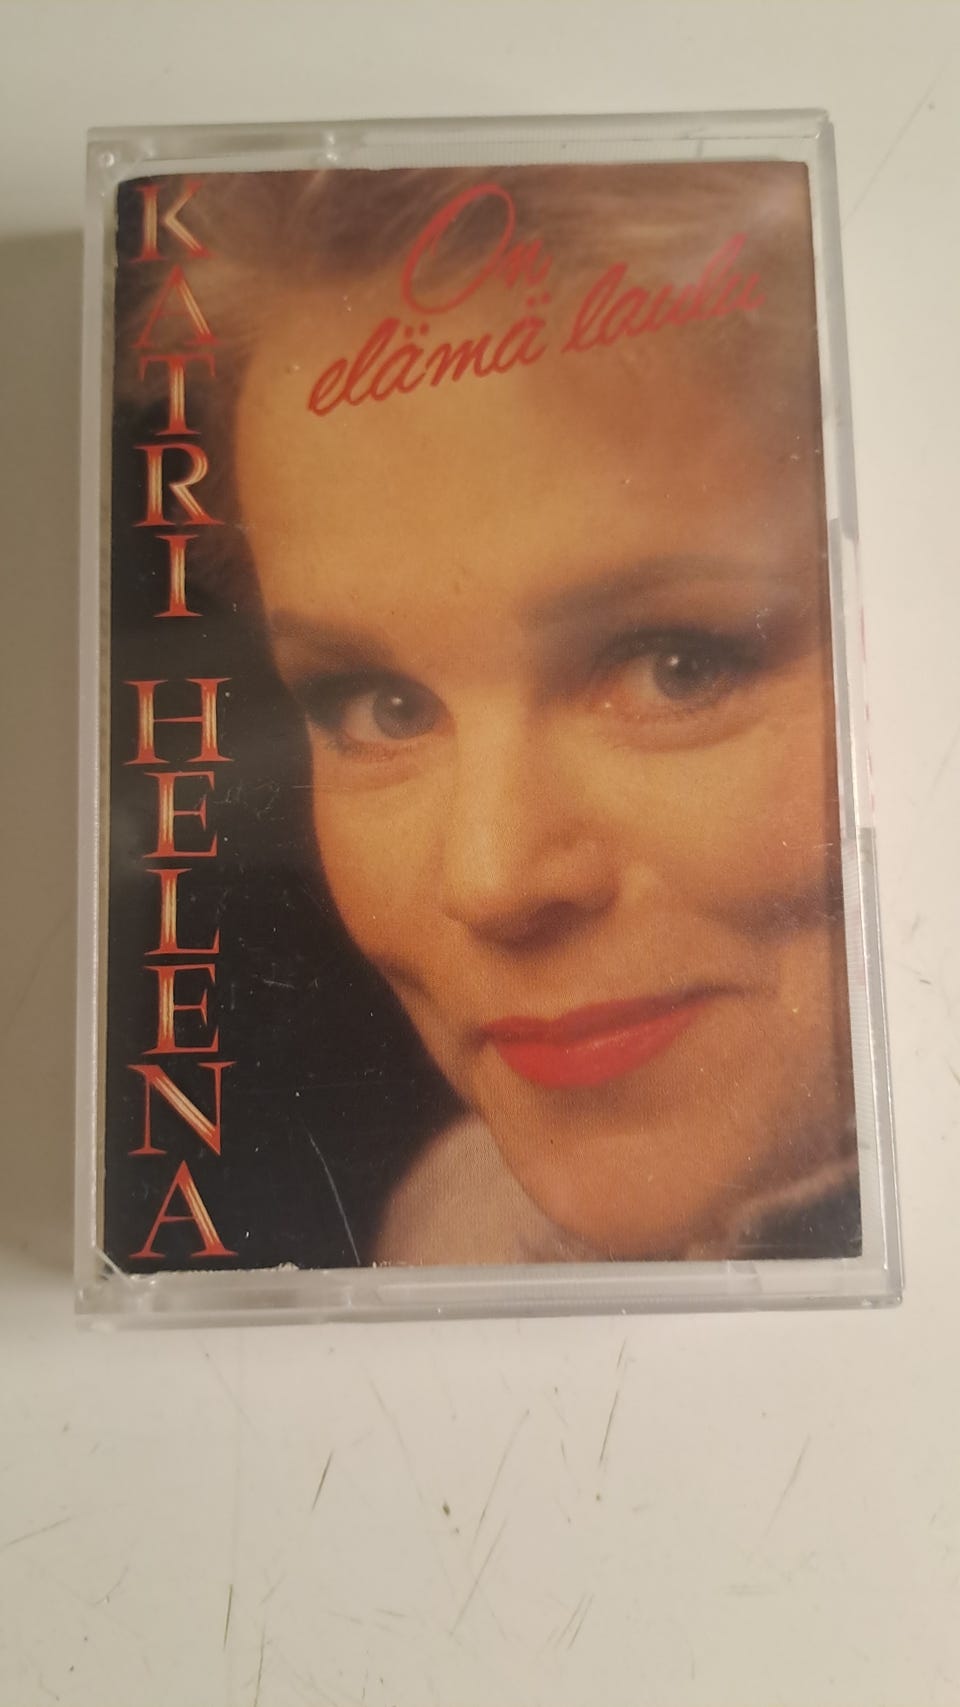 KATRI HELENA
On
elämä laulu